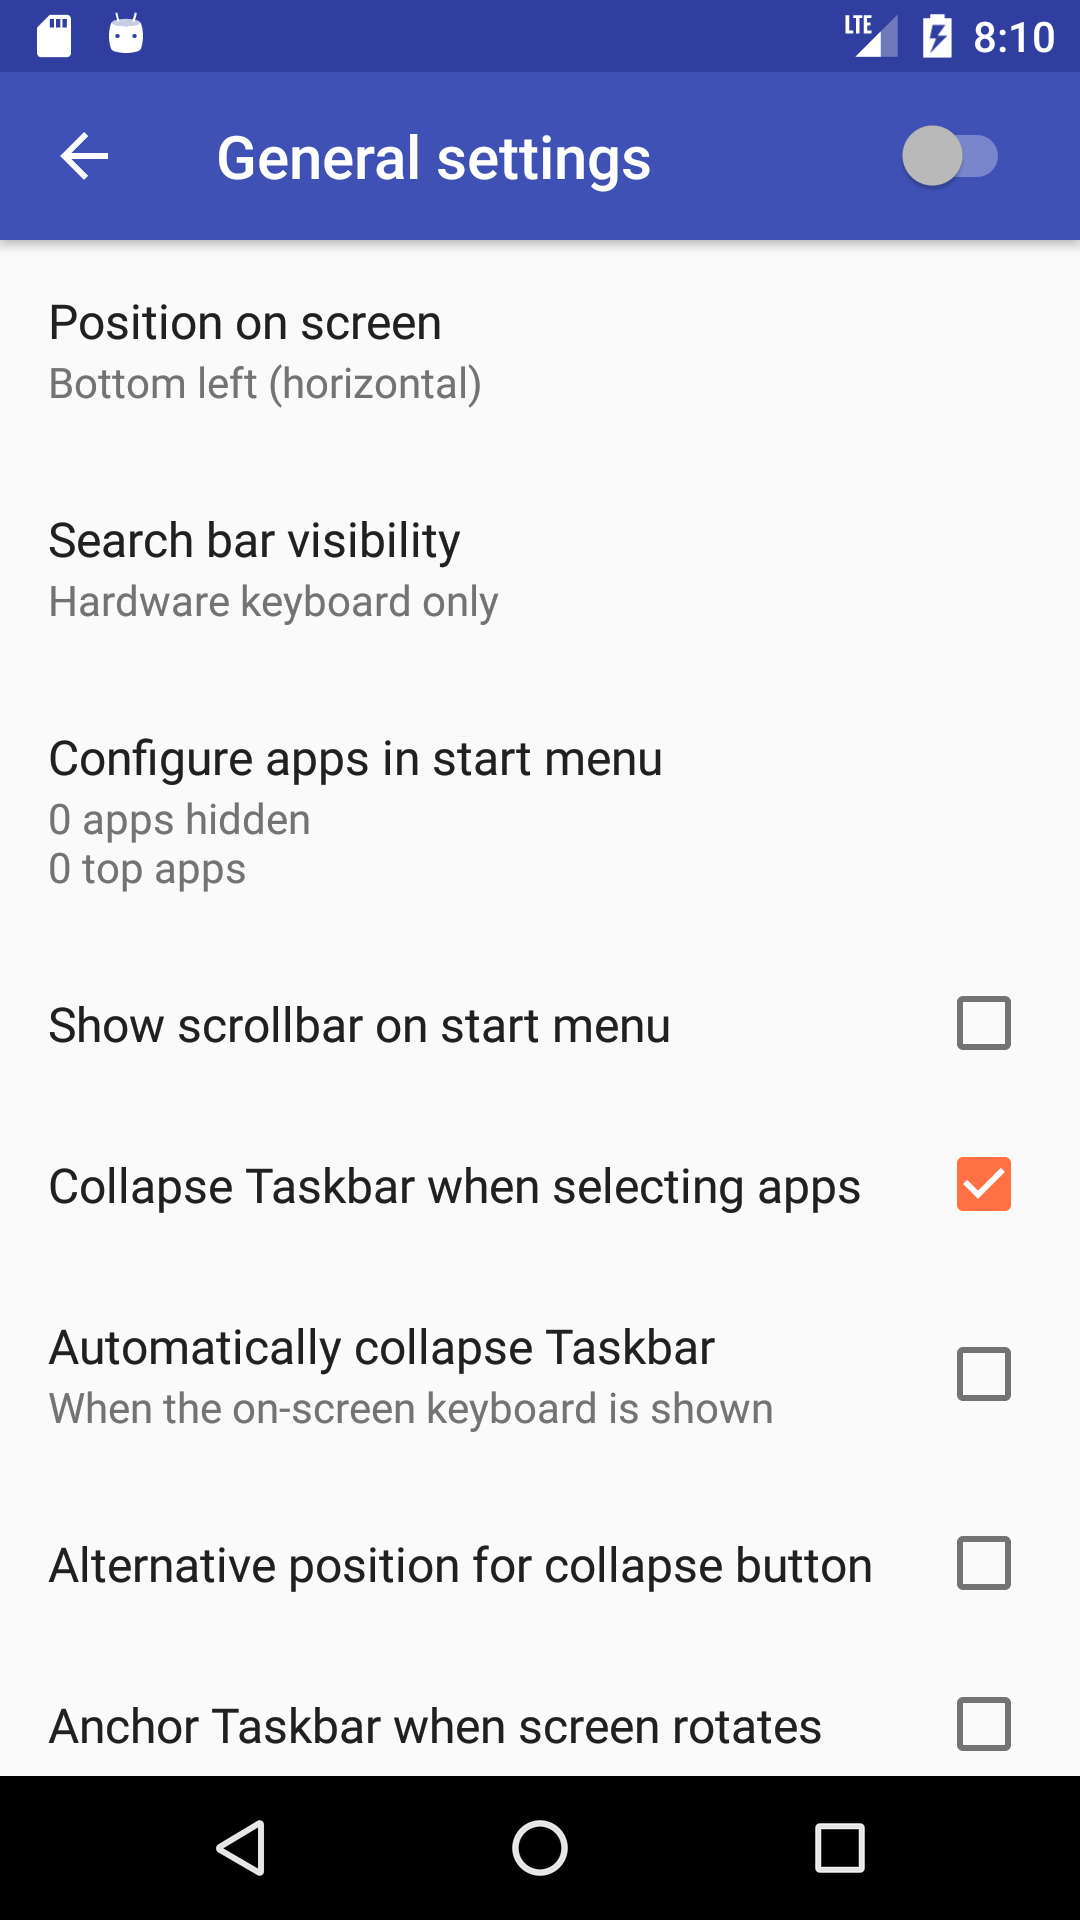 LTE 8:10
General settings
Position on screen
Bottom left (horizontal)
Search bar visibility
Hardware keyboard only
Configure apps in start menu
0 apps hidden
0 top apps
Show scrollbar on start menu
Collapse Taskbar when selecting apps
Automatically collapse Taskbar
When the on-screen keyboard is shown
Alternative position for collapse button
Anchor Taskbar when screen rotates